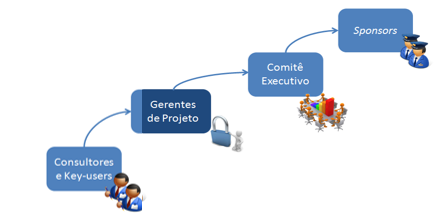 Sponsors
Comitê
Executivo
Gerentes
de Projeto
Consultores
e Key-users